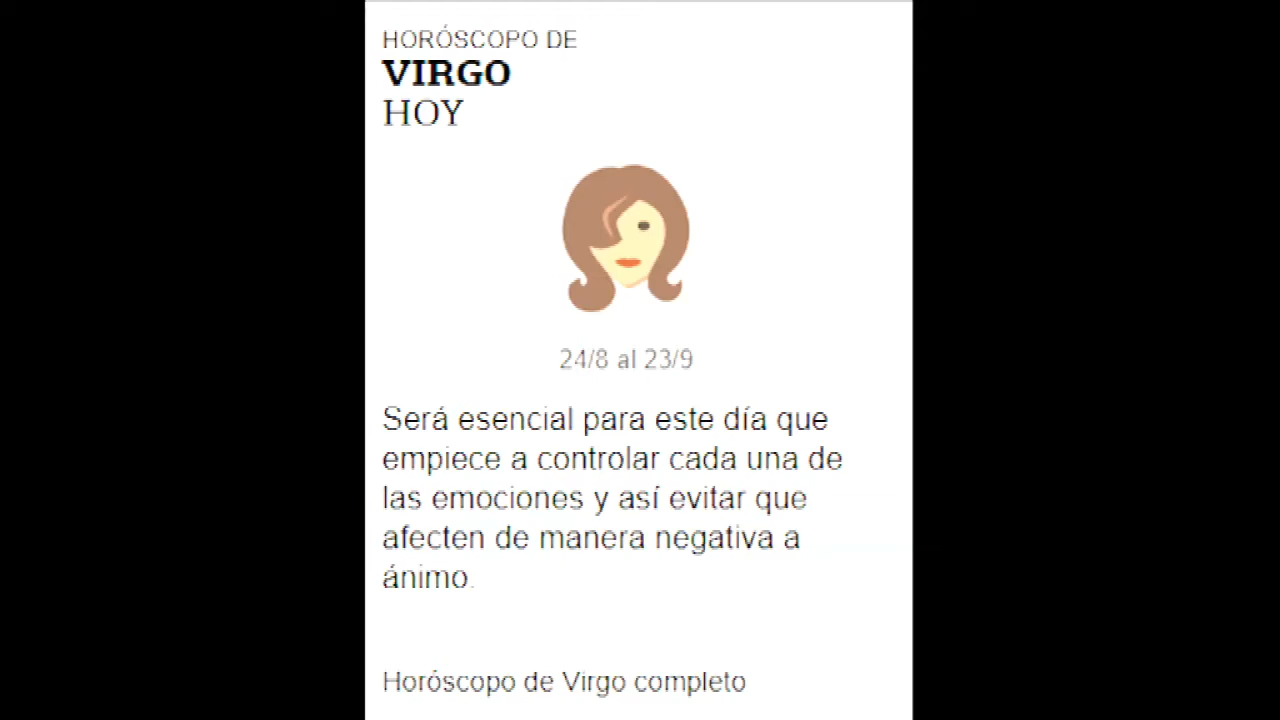 HORÓSCOPO DE
VIRGO
HOY
24/8 al 23/9
Será esencial para este día que
empiece a controlar cada una de
las emociones y así evitar que
afecten de manera negativa a
ánimo.
Horóscopo de Virgo completo